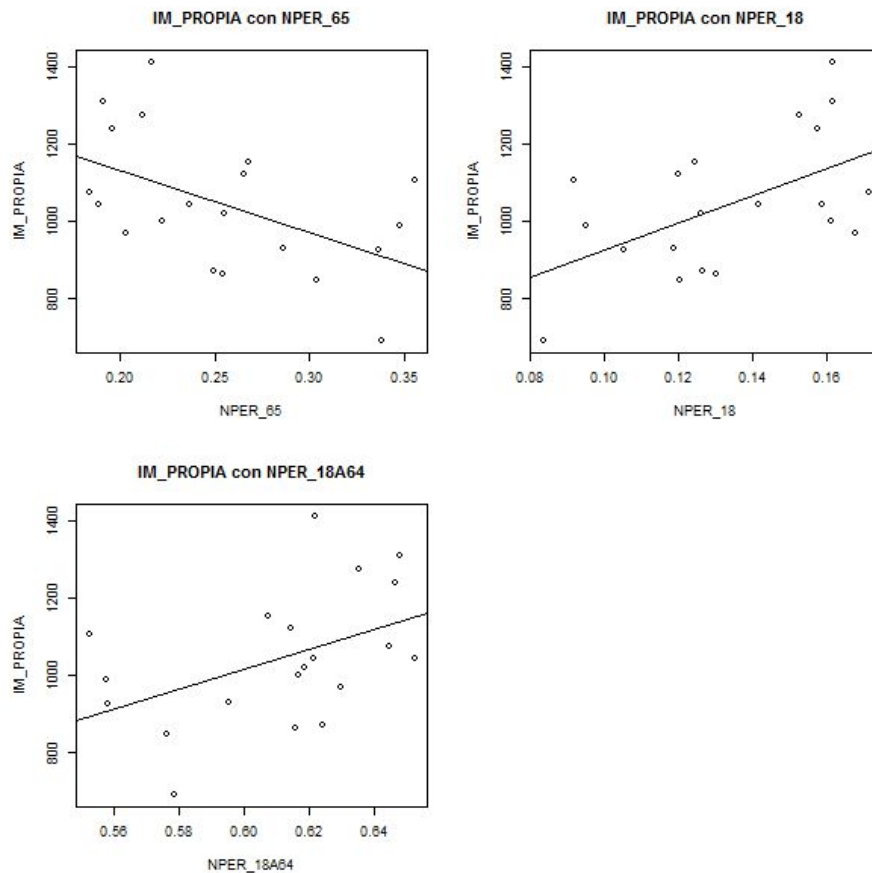 IM_PROPIA con NPER_65
IM_PROPIA
1400
1200
1000
800
0.20 0.25 0.30 0.35
NPER_65
IM_PROPIA con NPER_18
IM_PROPIA
1400
1200
1000
800
0.08 0.10 0.12 0.14 0.16
NPER_18
IM_PROPIA con NPER_18A64
IM_PROPIA
1400
1200
1000
800
0.56 0.58 0.60 0.62 0.64
NPER_18A64